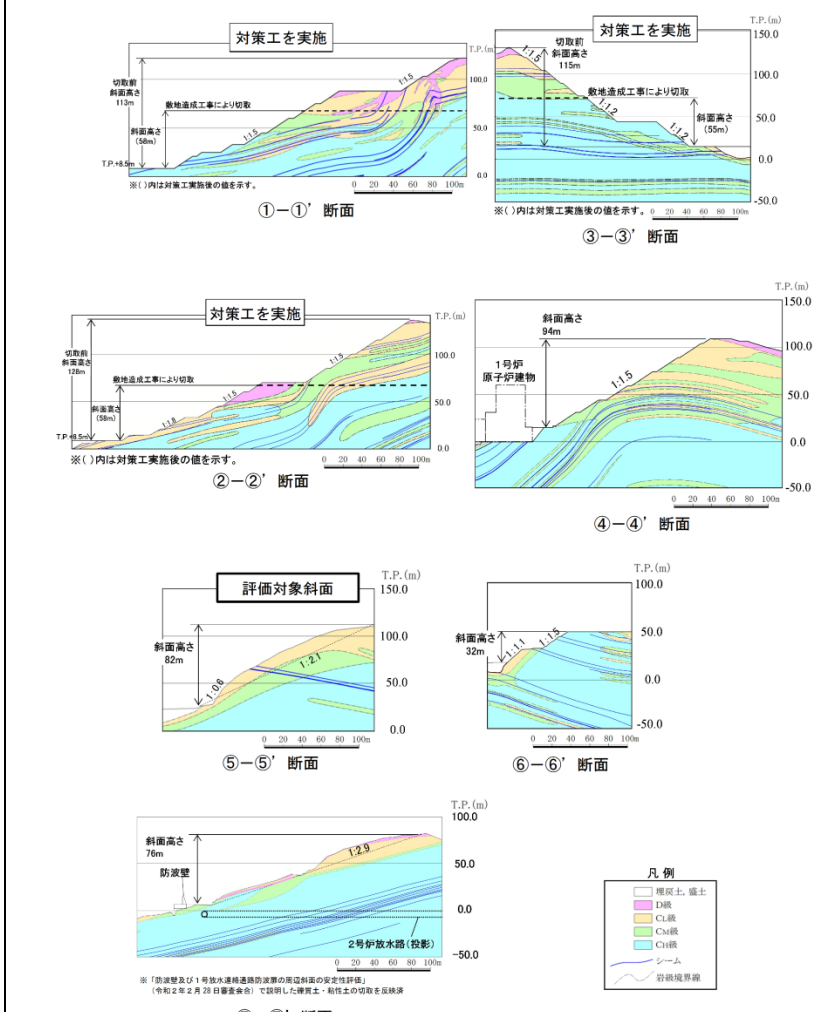 対策工を実施
T.P.(m)
切取前
斜面高さ
113m
敷地造成工事により切取
斜面高さ
(58m)
T.P.+8.5m
1:1.5
1:1.5
100.0
50.0
0.0
※( )内は対策工実施後の値を示す。
0 20 40 60 80 100m
①-①' 断面
対策工を実施
T.P.(m)
150.0
切取前
斜面高さ
115m
1:1.5
100.0
敷地造成工事により切取
1:1.2
斜面高さ
(55m)
50.0
1:1.2
0.0
-50.0
※( )内は対策工実施後の値を示す。
0 20 40 60 80 100m
③-③' 断面
対策工を実施
T.P.(m)
切取前
斜面高さ
128m
1:1.5
100.0
敷地造成工事により切取
斜面高さ
(58m)
1:1.5
1:1.8
50.0
T.P.+8.5m
0.0
※( )内は対策工実施後の値を示す。
0 20 40 60 80 100m
②-②' 断面
T.P.(m)
150.0
斜面高さ
94m
1号炉
原子炉建物
1:1.5
100.0
50.0
0.0
-50.0
0 20 40 60 80 100m
④-④' 断面
評価対象斜面
T.P.(m)
150.0
斜面高さ
82m
100.0
1:2.1
1:0.6
50.0
0.0
0 20 40 60 80 100m
⑤-⑤' 断面
T.P.(m)
100.0
斜面高さ
32m
1:1.1
1:1.5
50.0
0.0
-50.0
0 20 40 60 80 100m
⑥-⑥' 断面
T.P.(m)
100.0
斜面高さ
76m
1:2.9
防波壁
50.0
0.0
2号炉放水路(投影)
-50.0
※「防波壁及び1号放水連絡通路防波扉の周辺斜面の安定性評価」
(令和2年2月28日審査会合)で説明した礫質土・粘性土の切取を反映済
0 20 40 60 80 100m
凡例
埋戻土, 盛土
D級
CL級
CM級
CH級
シーム
岩級境界線